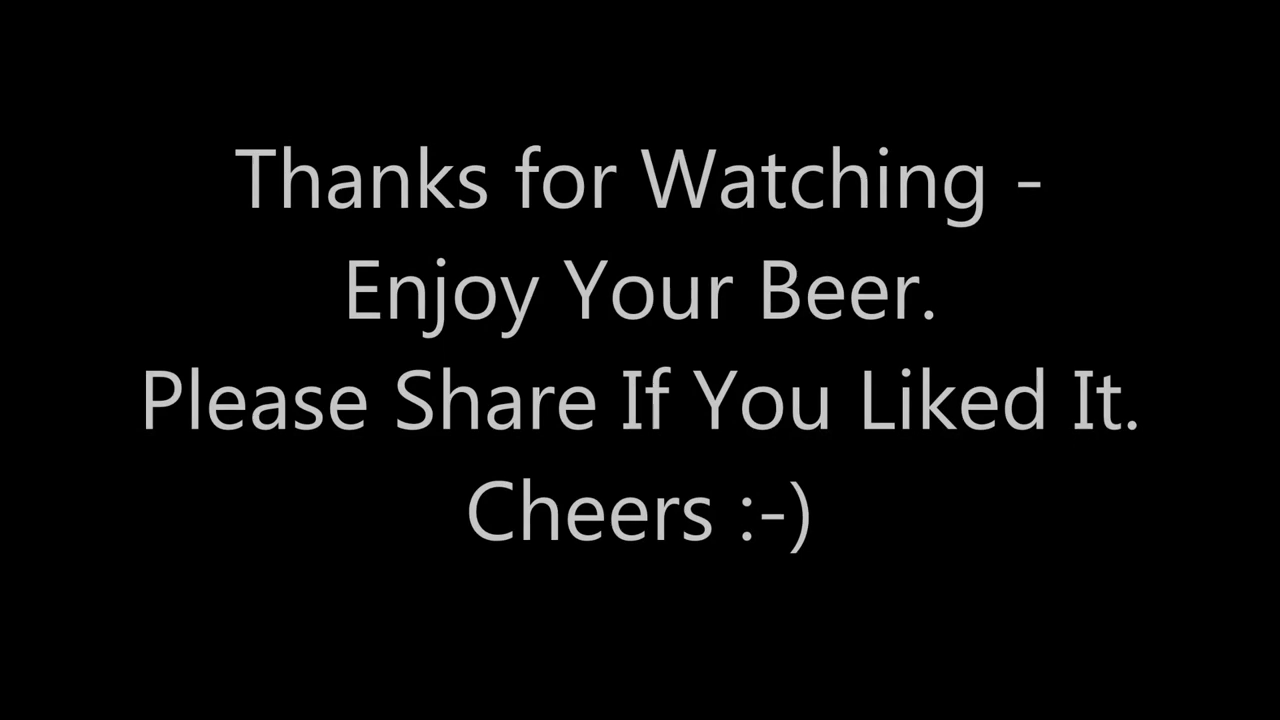 Thanks for Watching -
Enjoy Your Beer.
Please Share If You Liked It.
Cheers :-)